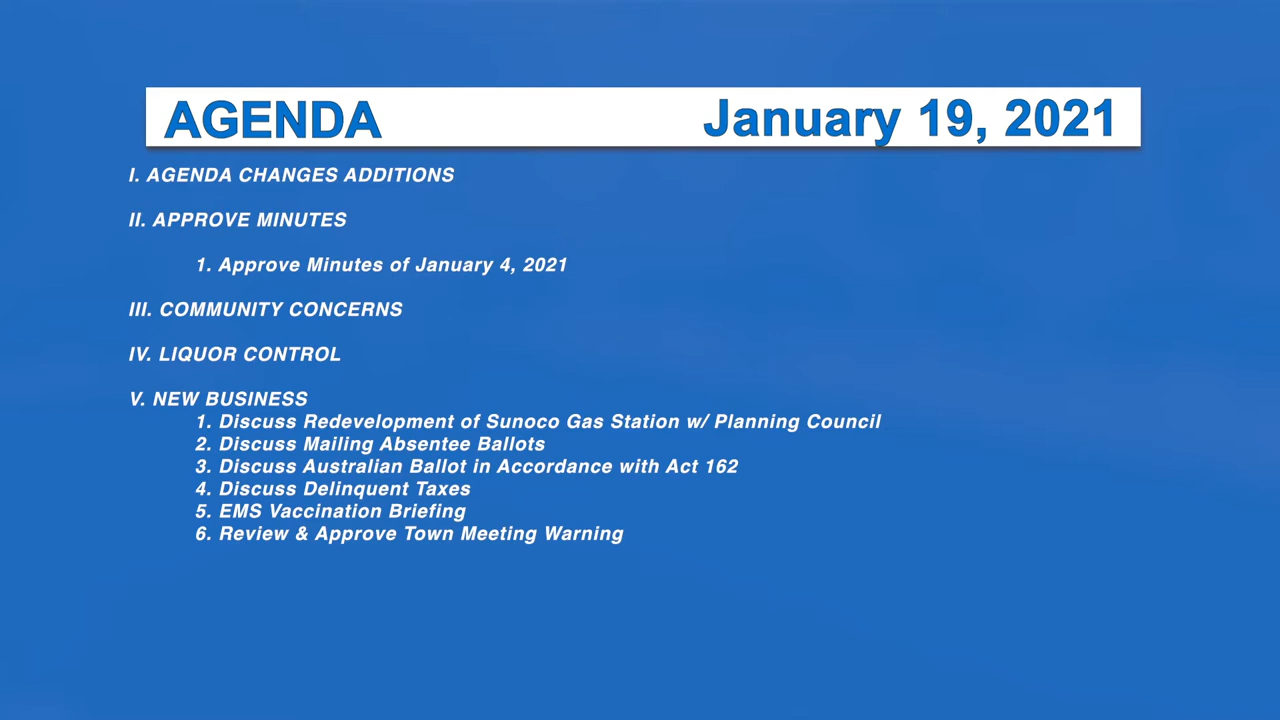 AGENDA January 19, 2021
I. AGENDA CHANGES ADDITIONS
II. APPROVE MINUTES
1. Approve Minutes of January 4, 2021
III. COMMUNITY CONCERNS
IV. LIQUOR CONTROL
V. NEW BUSINESS
1. Discuss Redevelopment of Sunoco Gas Station w/ Planning Council
2. Discuss Mailing Absentee Ballots
3. Discuss Australian Ballot in Accordance with Act 162
4. Discuss Delinquent Taxes
5. EMS Vaccination Briefing
6. Review & Approve Town Meeting Warning